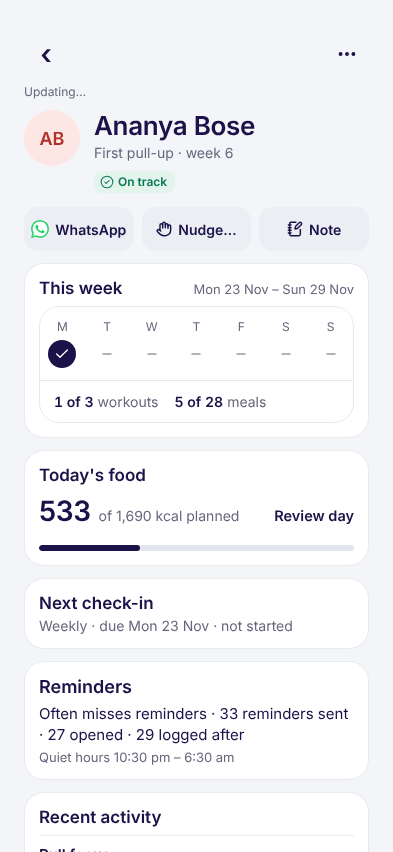 Updating…
AB
Ananya Bose
First pull-up · week 6
On track
WhatsApp
Nudge…
Note
This week
Mon 23 Nov – Sun 29 Nov
M T W T F S S
– – – – – –
1 of 3 workouts 5 of 28 meals
Today's food
533 of 1,690 kcal planned
Review day
Next check-in
Weekly · due Mon 23 Nov · not started
Reminders
Often misses reminders · 33 reminders sent
· 27 opened · 29 logged after
Quiet hours 10:30 pm – 6:30 am
Recent activity